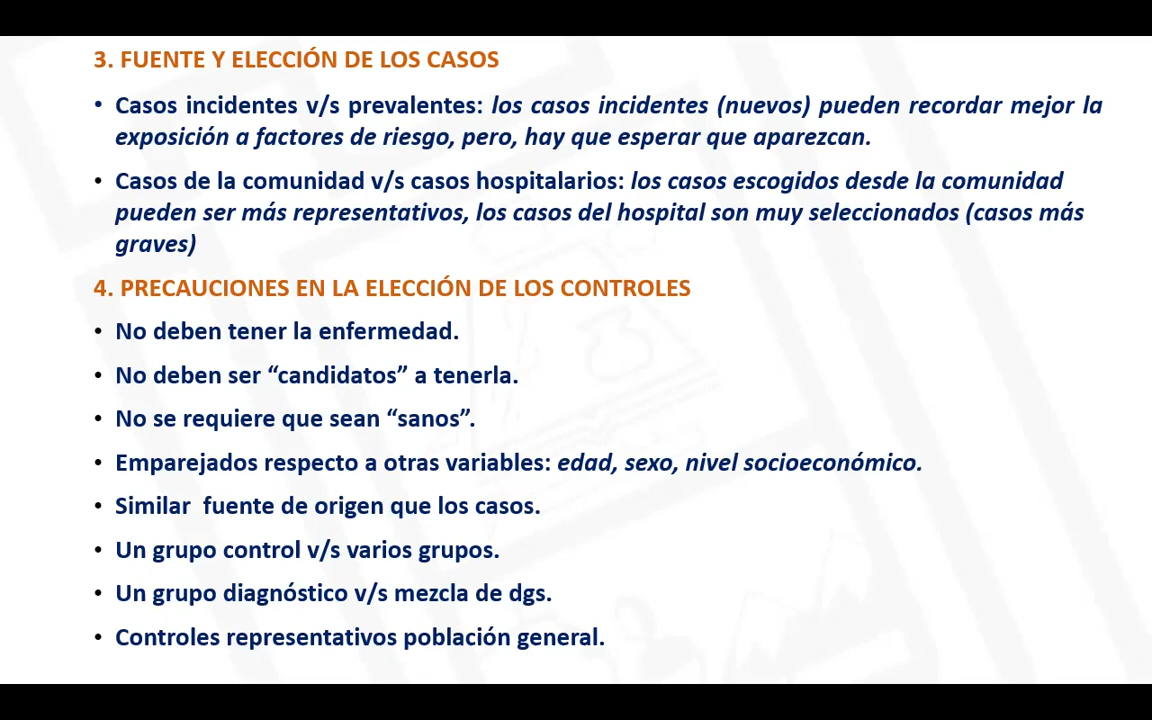 3. FUENTE Y ELECCIÓN DE LOS CASOS
• Casos incidentes v/s prevalentes: los casos incidentes (nuevos) pueden recordar mejor la
exposición a factores de riesgo, pero, hay que esperar que aparezcan.
• Casos de la comunidad v/s casos hospitalarios: los casos escogidos desde la comunidad
pueden ser más representativos, los casos del hospital son muy seleccionados (casos más
graves)
4. PRECAUCIONES EN LA ELECCIÓN DE LOS CONTROLES
• No deben tener la enfermedad.
• No deben ser “candidatos” a tenerla.
• No se requiere que sean “sanos”.
• Emparejados respecto a otras variables: edad, sexo, nivel socioeconómico.
• Similar  fuente de origen que los casos.
• Un grupo control v/s varios grupos.
• Un grupo diagnóstico v/s mezcla de dgs.
• Controles representativos población general.